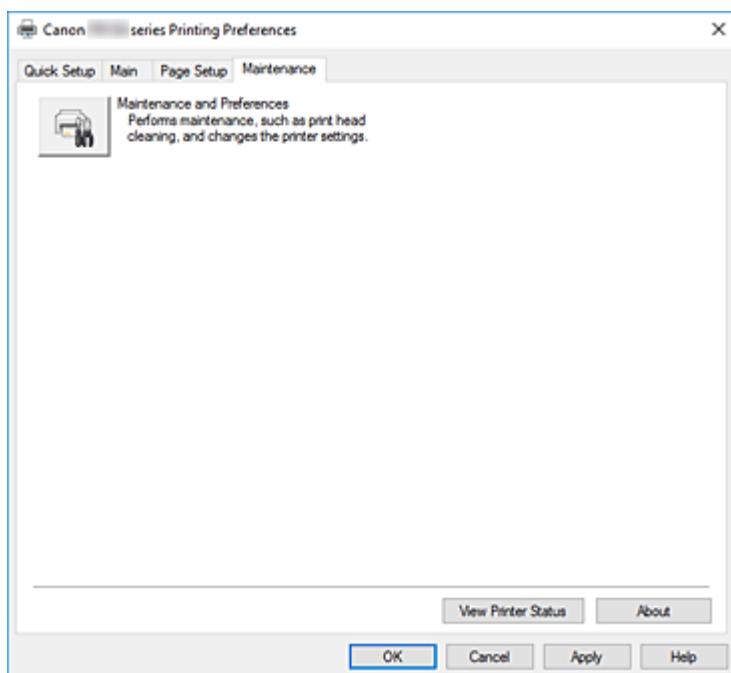 Canon series Printing Preferences
Quick Setup Main Page Setup Maintenance
Maintenance and Preferences
Performs maintenance, such as print head
cleaning, and changes the printer settings.
View Printer Status About
OK Cancel Apply Help